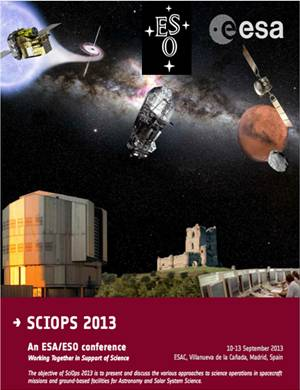 ES
O
esa
SCIOPS 2013
An ESA/ESO conference
Working Together in Support of Science
10-13 September 2013
ESAC, Villanueva de la Cañada, Madrid, Spain
The objective of SciOps 2013 is to present and discuss the various approaches to science operations in spacecraft
missions and ground-based facilities for Astronomy and Solar System Science.